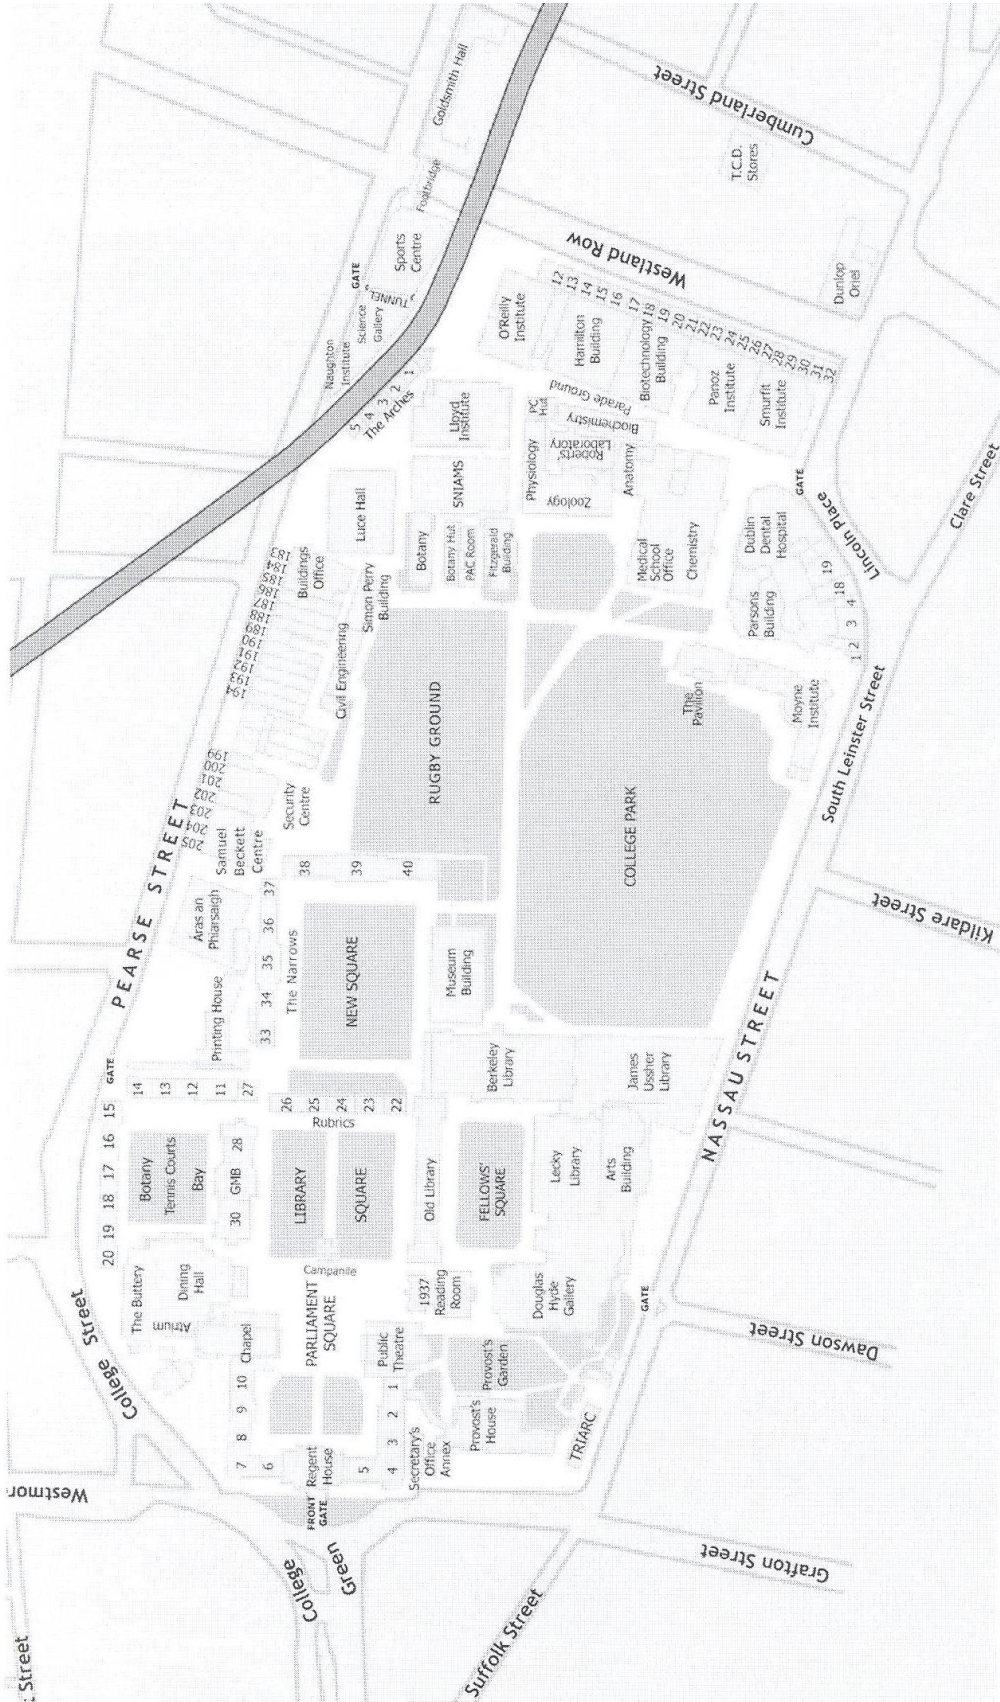 Street
Westmor
College Street
PEARSE STREET
College
Green
Suffolk Street
Grafton Street
Dawson Street
Kildare Street
NASSAU STREET
South Leinster Street
Lincoln Place
Clare Street
Westland Row
Cumberland Street
FRONT
GATE
Regent
House
7
6
5
4
8
9
10
3
2
1
Secretary's
Office
Annex
Provost's
House
Provost's
Garden
TRIARC
Public
Theatre
Chapel
PARLIAMENT
SQUARE
Campanile
Atrium
The Buttery
Dining
Hall
1937
Reading
Room
Douglas
Hyde
Gallery
GATE
20
19
18
17
16
15
GATE
Botany
Tennis Courts
Bay
30
GMB
28
LIBRARY
SQUARE
Old Library
FELLOWS'
SQUARE
Lecky
Library
Arts
Building
14
13
12
11
27
26
25
24
23
22
Rubrics
Printing House
33
34
35
36
37
The Narrows
NEW SQUARE
Museum
Building
Berkeley
Library
James
Ussher
Library
Áras an
Phiarsaigh
Samuel
Beckett
Centre
38
39
40
Security
Centre
205
204
203
202
201
200
199
194
193
192
191
190
189
188
187
186
185
184
183
Civil Engineering
Simon Perry
Building
Buildings
Office
RUGBY GROUND
COLLEGE PARK
The
Pavilion
Moyne
Institute
Luce Hall
Botany
Botany Hut
PAC Room
Fitzgerald
Building
SNIAMS
Lloyd
Institute
5
4
3
2
1
The Arches
Naughton
Institute
Science
Gallery
'TUNNEL'
GATE
Sports
Centre
Footbridge
Goldsmith Hall
Physiology
Zoology
Roberts'
Laboratory
PC
Hut
Biochemistry
Parade Ground
Anatomy
Medical
School
Office
Chemistry
Parsons
Building
Dublin
Dental
Hospital
GATE
1
2
3
4
18
19
O'Reilly
Institute
Hamilton
Building
Biotechnology
Building
Panoz
Institute
Smurfit
Institute
12
13
14
15
16
17
18
19
20
21
22
23
24
25
26
27
28
29
30
31
32
Dunlop
Oriel
T.C.D.
Stores